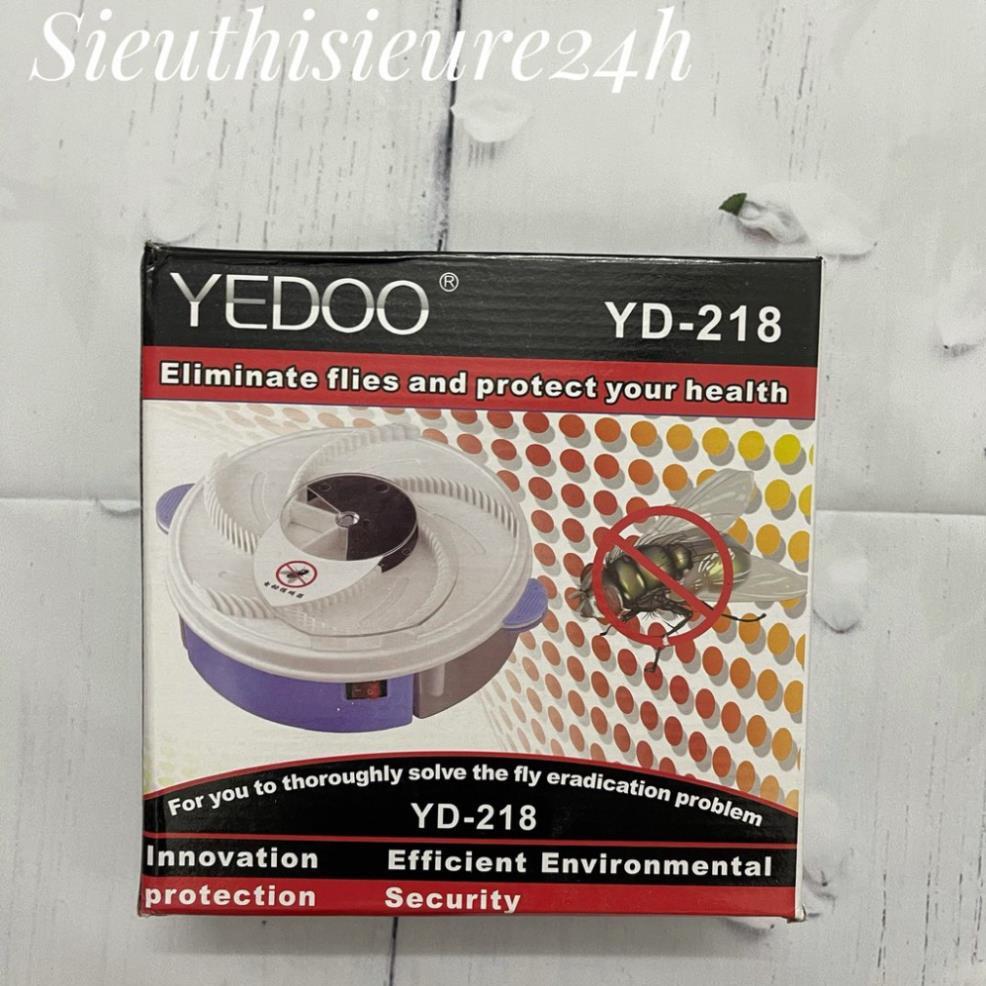 Sieuthisieure24h
YEDOO®
YD-218
Eliminate flies and protect your health
For you to thoroughly solve the fly eradication problem
YD-218
Innovation Efficient Environmental
protection Security